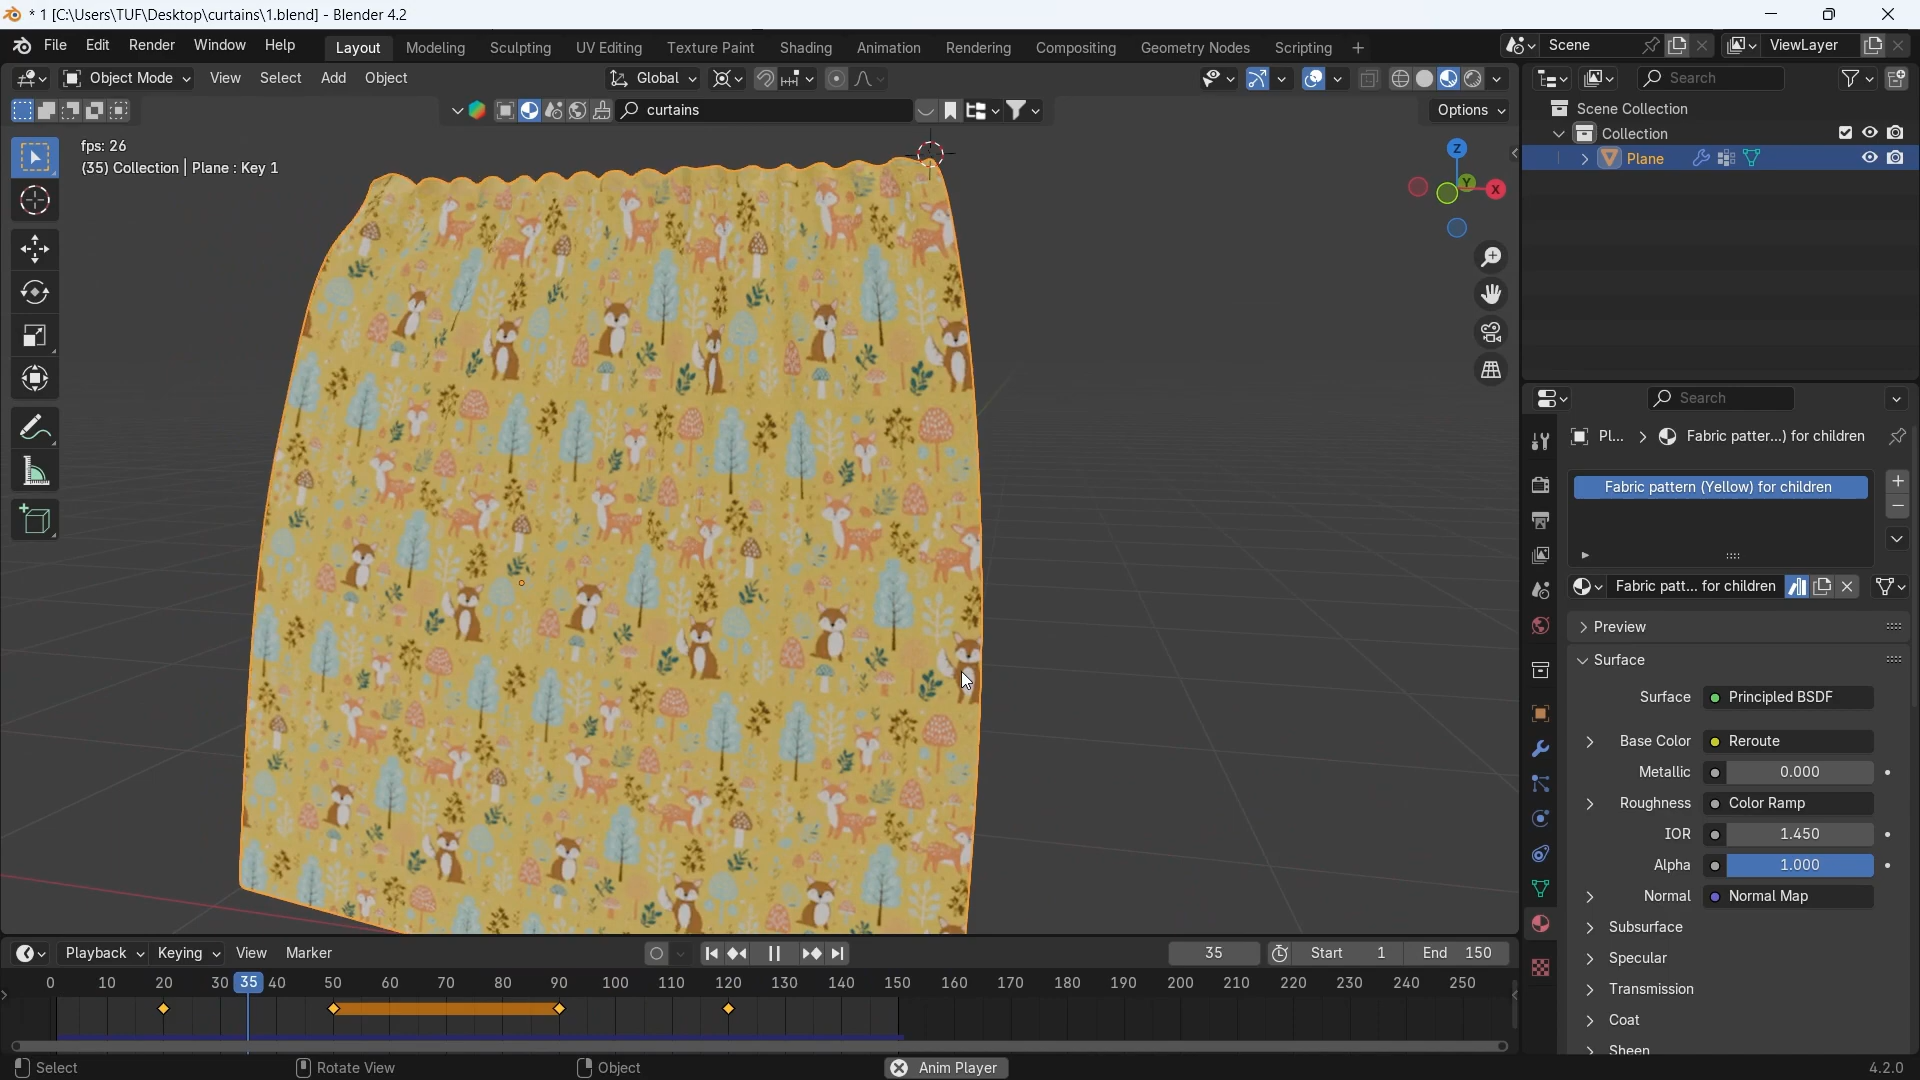 * 1 [C:\Users\TUF\Desktop\curtains\1.blend] - Blender 4.2
File Edit Render Window Help Layout Modeling Sculpting UV Editing Texture Paint Shading Animation Rendering Compositing Geometry Nodes Scripting + Scene ViewLayer
Object Mode View Select Add Object Global Search
curtains Options
fps: 26
(35) Collection | Plane : Key 1
Z
Y
X
Scene Collection
Collection
Plane
Search
Pl... > Fabric patter...) for children
Fabric pattern (Yellow) for children
Fabric patt... for children
Preview
Surface
Surface Principled BSDF
Base Color Reroute
Metallic 0.000
Roughness Color Ramp
IOR 1.450
Alpha 1.000
Normal Normal Map
Subsurface
Specular
Transmission
Coat
Sheen
Playback Keying View Marker 35 Start 1 End 150
0 10 20 30 35 40 50 60 70 80 90 100 110 120 130 140 150 160 170 180 190 200 210 220 230 240 250
Select Rotate View Object Anim Player 4.2.0